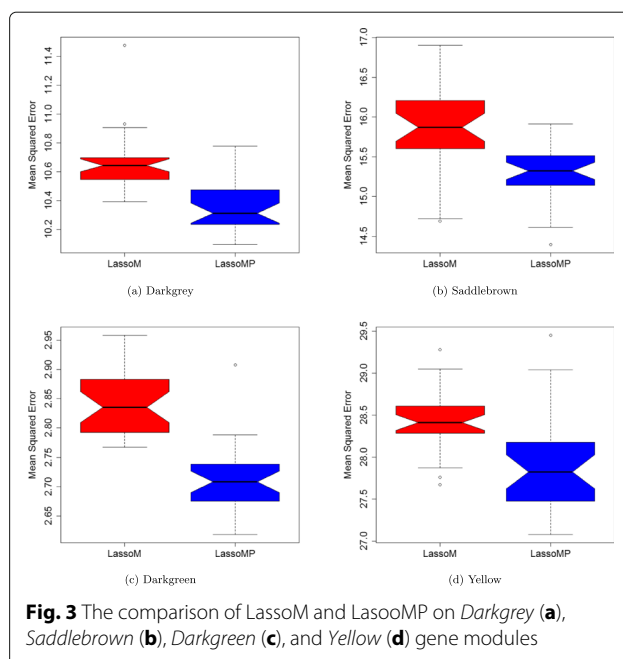 Mean Squared Error
11.4
11.2
11.0
10.8
10.6
10.4
10.2
LassoM LassoMP
(a) Darkgrey
Mean Squared Error
17.0
16.5
16.0
15.5
15.0
14.5
LassoM LassoMP
(b) Saddlebrown
Mean Squared Error
2.95
2.90
2.85
2.80
2.75
2.70
2.65
LassoM LassoMP
(c) Darkgreen
Mean Squared Error
29.5
29.0
28.5
28.0
27.5
27.0
LassoM LassoMP
(d) Yellow
Fig. 3 The comparison of LassoM and LasooMP on Darkgrey (a),
Saddlebrown (b), Darkgreen (c), and Yellow (d) gene modules